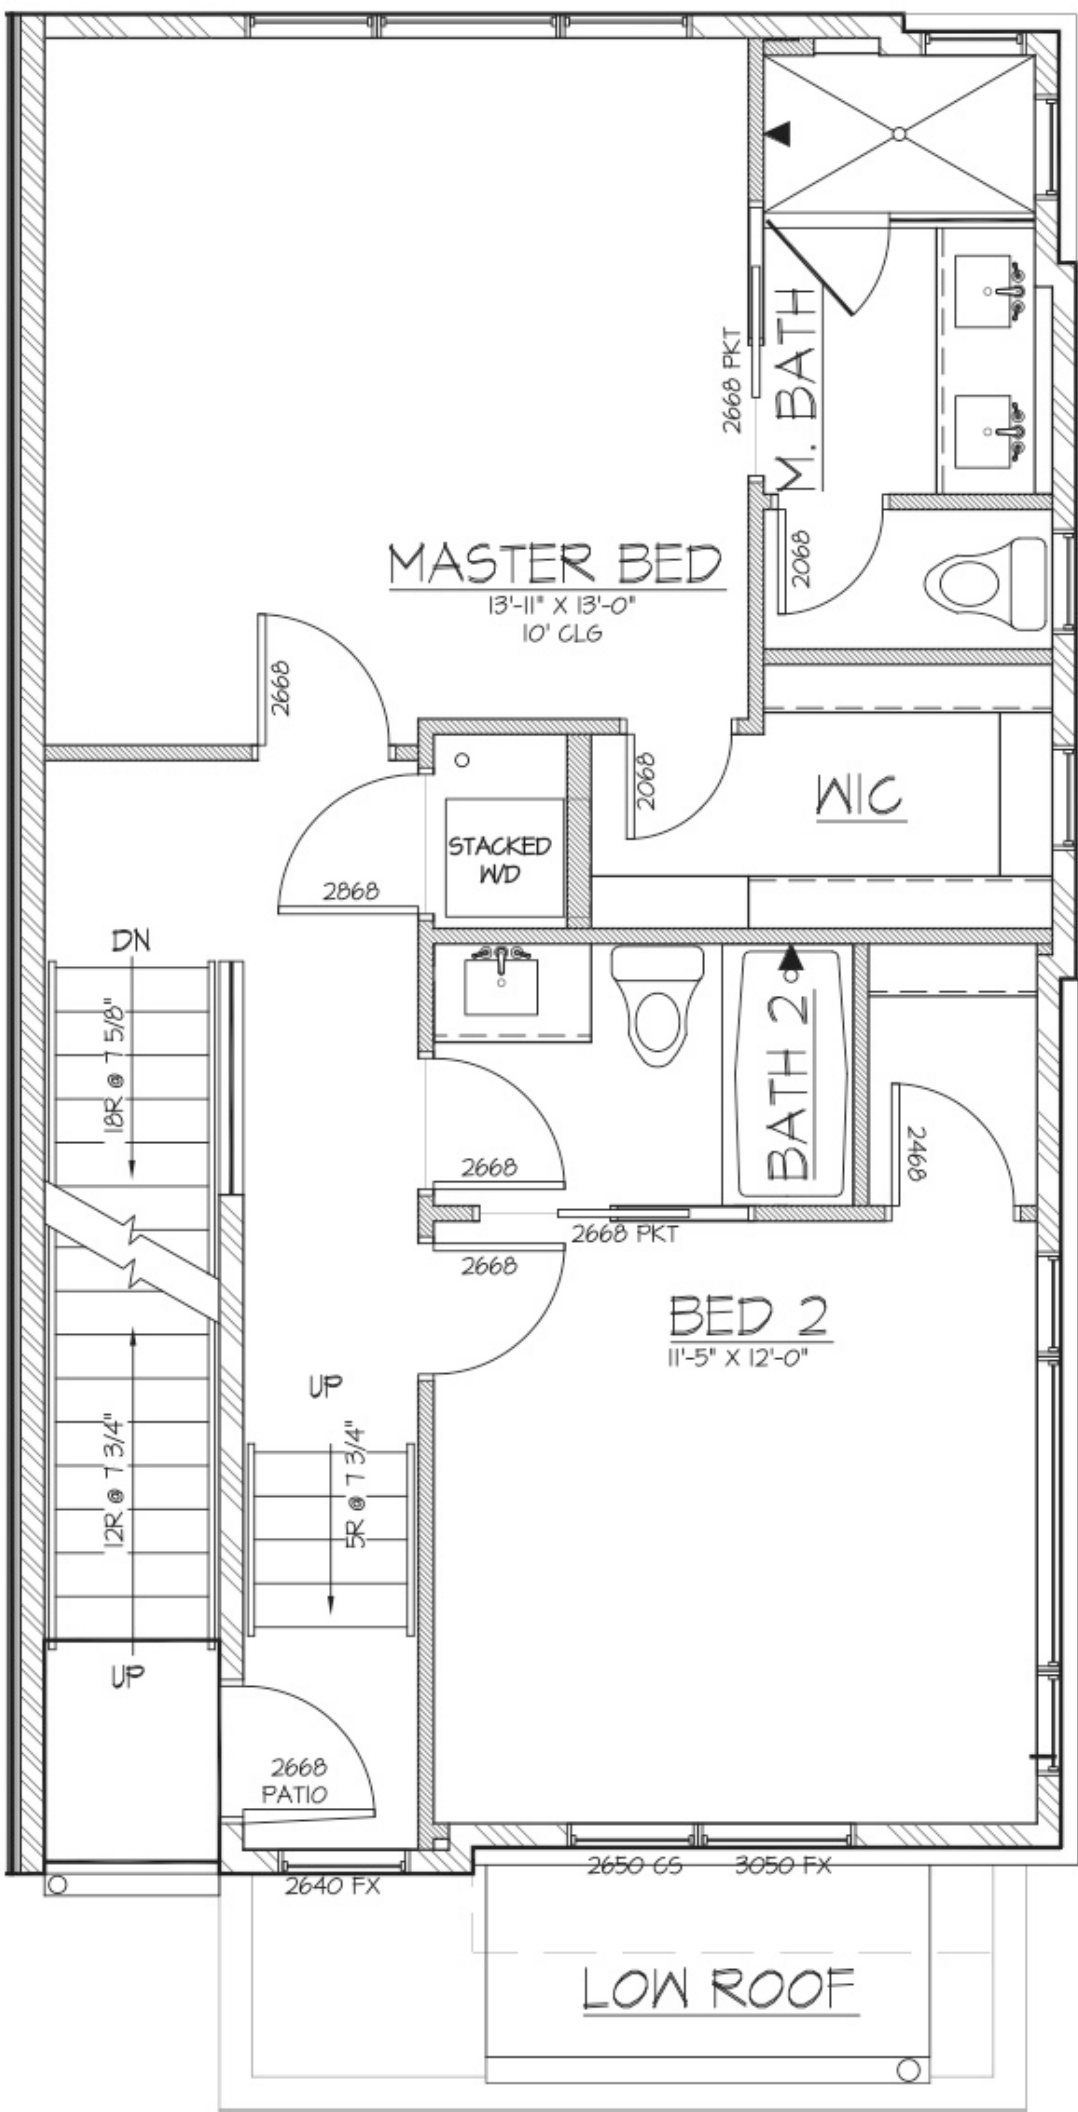 2668 PKT
M. BATH
MASTER BED
13'-11" X 13'-0"
10' CLG
2068
2668
2068
WIC
STACKED
W/D
2868
DN
18R @ 7 5/8"
BATH 2
2468
2668
2668 PKT
2668
BED 2
11'-5" X 12'-0"
UP
12R @ 7 3/4"
5R @ 7 3/4"
UP
2668
PATIO
2640 FX
2650 CS
3050 FX
LOW ROOF